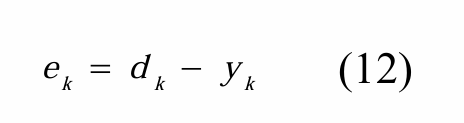 e_k = d_k − y_k (12)